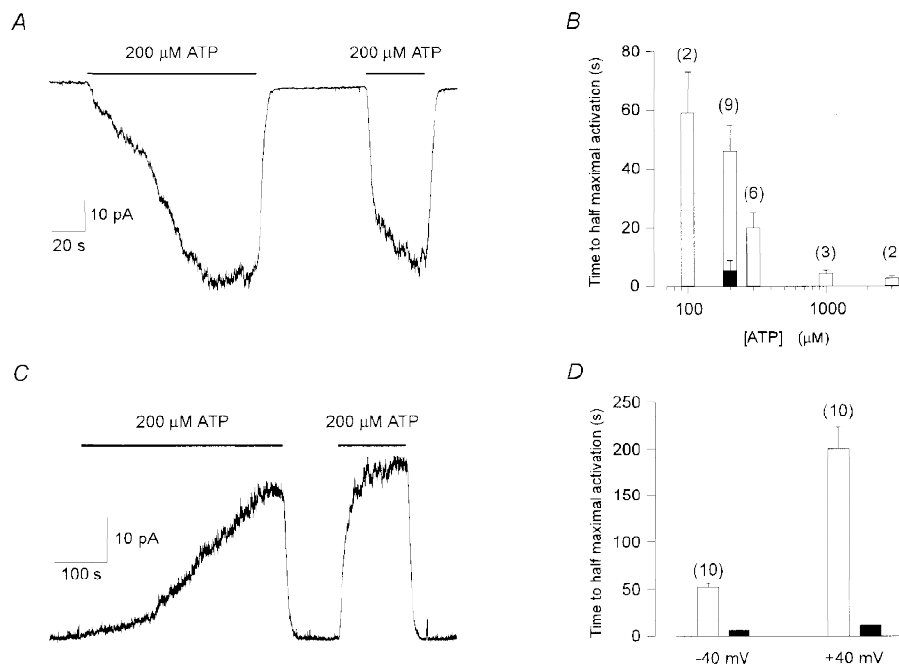 A
200 µM ATP
200 µM ATP
10 pA
20 s
B
Time to half maximal activation (s)
80
60
40
20
0
(2)
(9)
(6)
(3)
(2)
100
1000
[ATP] (µM)
C
200 µM ATP
200 µM ATP
10 pA
100 s
D
Time to half maximal activation (s)
250
200
150
100
50
0
(10)
(10)
-40 mV
+40 mV